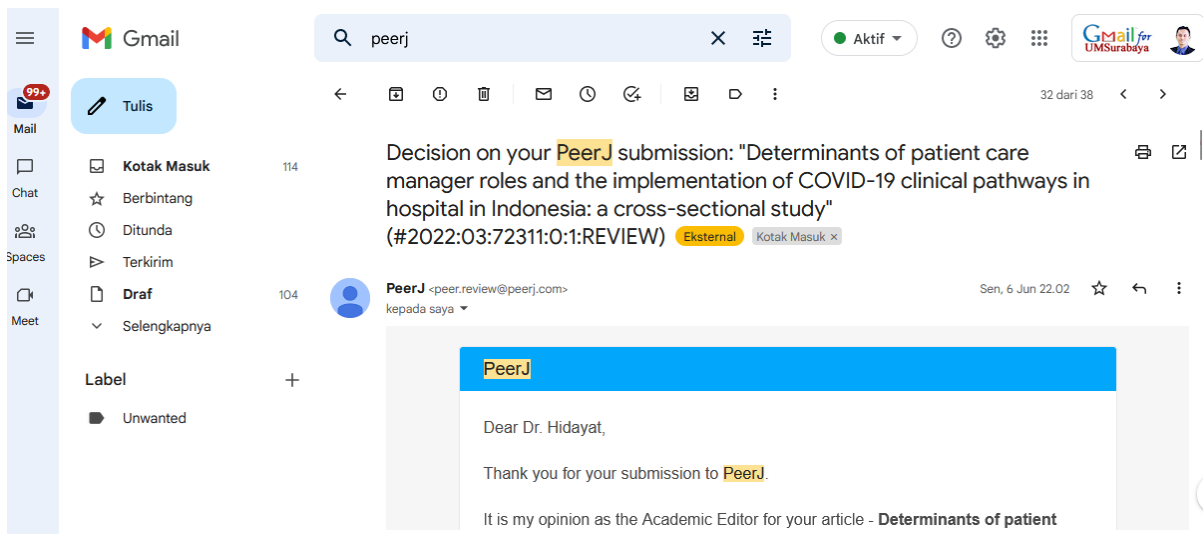 Gmail
peerj
Aktif
Gmail for
UMSurabaya
99+
Mail
Chat
Spaces
Meet
Tulis
Kotak Masuk 114
Berbintang
Ditunda
Terkirim
Draf 104
Selengkapnya
Label
Unwanted
32 dari 38
Decision on your PeerJ submission: "Determinants of patient care
manager roles and the implementation of COVID-19 clinical pathways in
hospital in Indonesia: a cross-sectional study"
(#2022:03:72311:0:1:REVIEW) Eksternal Kotak Masuk ×
PeerJ <peer.review@peerj.com> Sen, 6 Jun 22.02
kepada saya
PeerJ
Dear Dr. Hidayat,
Thank you for your submission to PeerJ.
It is my opinion as the Academic Editor for your article - Determinants of patient